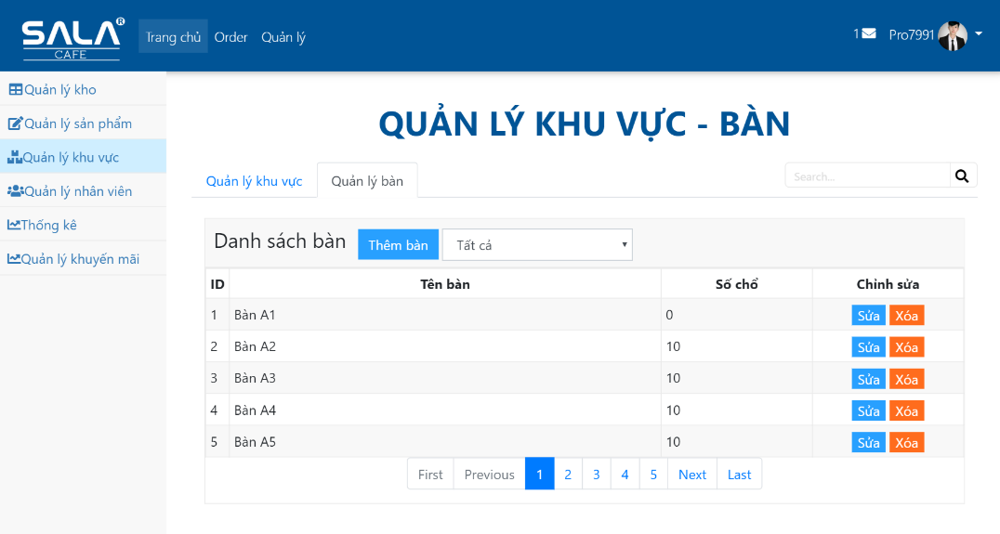 SALA®
CAFE
Trang chủ Order Quản lý
1 Pro7991
Quản lý kho
Quản lý sản phẩm
Quản lý khu vực
Quản lý nhân viên
Thống kê
Quản lý khuyến mãi
QUẢN LÝ KHU VỰC - BÀN
Quản lý khu vực Quản lý bàn Search...
Danh sách bàn Thêm bàn Tất cả
ID Tên bàn Số chổ Chỉnh sửa
1 Bàn A1 0 Sửa Xóa
2 Bàn A2 10 Sửa Xóa
3 Bàn A3 10 Sửa Xóa
4 Bàn A4 10 Sửa Xóa
5 Bàn A5 10 Sửa Xóa
First Previous 1 2 3 4 5 Next Last